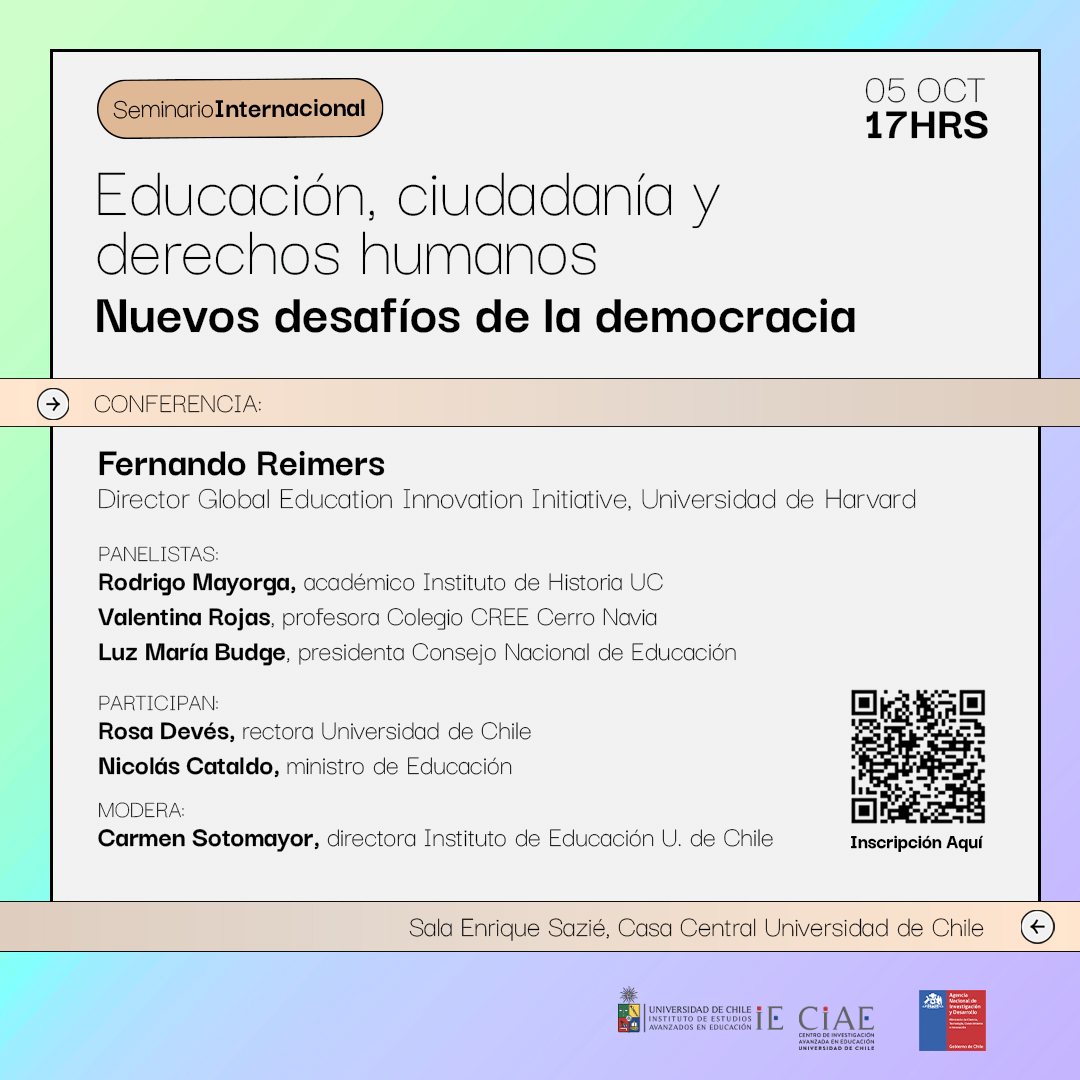 SeminarioInternacional
05 OCT
17HRS
Educación, ciudadanía y
derechos humanos
Nuevos desafíos de la democracia
CONFERENCIA:
Fernando Reimers
Director Global Education Innovation Initiative, Universidad de Harvard
PANELISTAS:
Rodrigo Mayorga, académico Instituto de Historia UC
Valentina Rojas, profesora Colegio CREE Cerro Navia
Luz María Budge, presidenta Consejo Nacional de Educación
PARTICIPAN:
Rosa Devés, rectora Universidad de Chile
Nicolás Cataldo, ministro de Educación
MODERA:
Carmen Sotomayor, directora Instituto de Educación U. de Chile
Inscripción Aquí
Sala Enrique Sazié, Casa Central Universidad de Chile
UNIVERSIDAD DE CHILE
INSTITUTO DE ESTUDIOS
AVANZADOS EN EDUCACIÓN
iE
CiAE
CENTRO DE INVESTIGACIÓN
AVANZADA EN EDUCACIÓN
UNIVERSIDAD DE CHILE
Agencia
Nacional de
Investigación
y Desarrollo
Gobierno de Chile